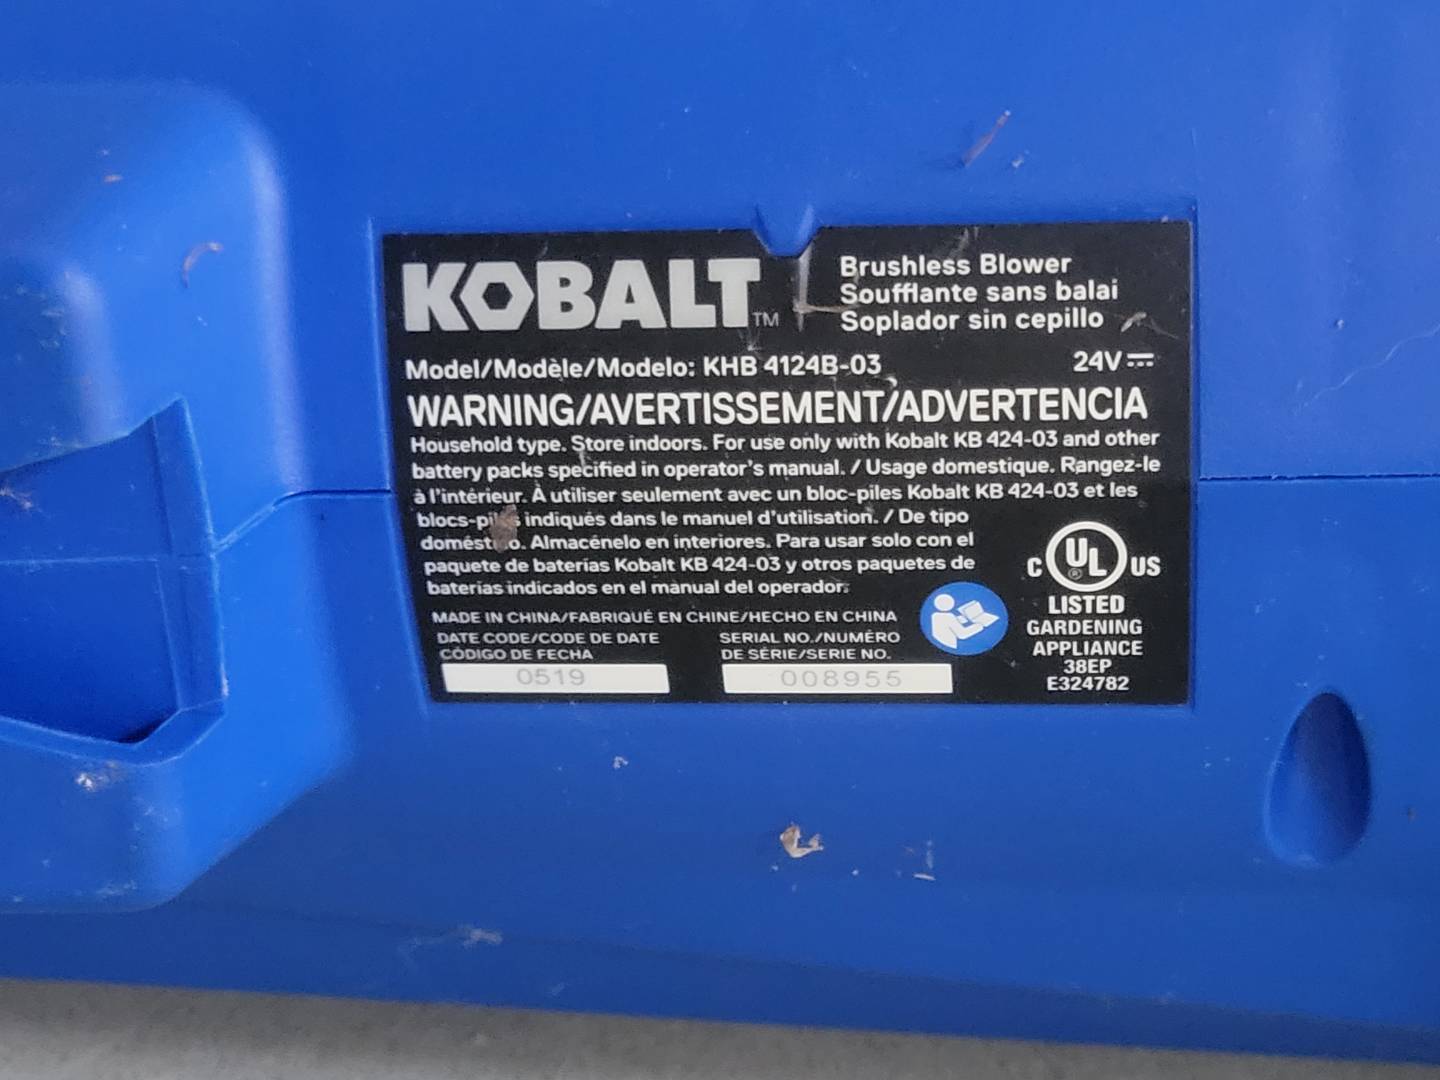 KOBALT™
Brushless Blower
Soufflante sans balai
Soplador sin cepillo
Model/Modèle/Modelo: KHB 4124B-03
24V
WARNING/AVERTISSEMENT/ADVERTENCIA
Household type. Store indoors. For use only with Kobalt KB 424-03 and other
battery packs specified in operator's manual. / Usage domestique. Rangez-le
à l'intérieur. À utiliser seulement avec un bloc-piles Kobalt KB 424-03 et les
blocs-piles indiqués dans le manuel d'utilisation. / De tipo
doméstico. Almacénelo en interiores. Para usar solo con el
paquete de baterías Kobalt KB 424-03 y otros paquetes de
baterías indicados en el manual del operador.
MADE IN CHINA/FABRIQUÉ EN CHINE/HECHO EN CHINA
DATE CODE/CODE DE DATE
CÓDIGO DE FECHA
0519
SERIAL NO./NUMÉRO
DE SÉRIE/SERIE NO.
008955
C UL® US
LISTED
GARDENING
APPLIANCE
38EP
E324782